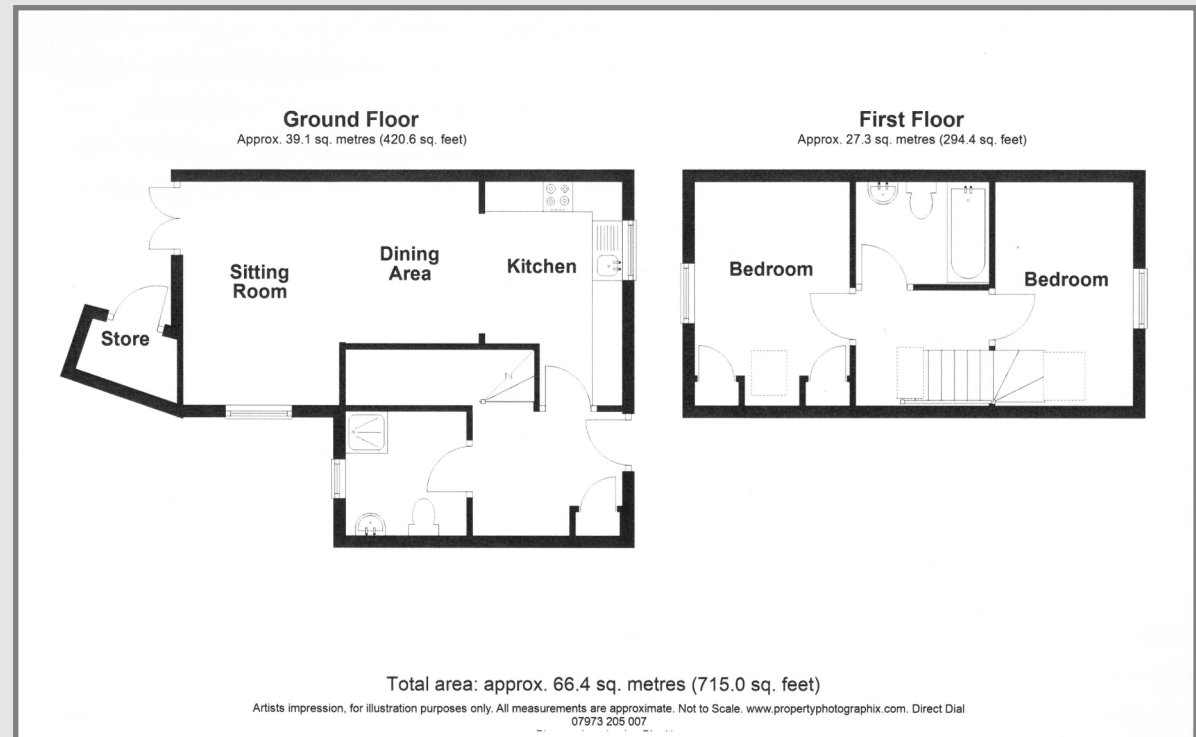 Ground Floor
Approx. 39.1 sq. metres (420.6 sq. feet)
First Floor
Approx. 27.3 sq. metres (294.4 sq. feet)
Sitting
Room
Dining
Area
Kitchen
Store
Bedroom
Bedroom
Total area: approx. 66.4 sq. metres (715.0 sq. feet)
Artists impression, for illustration purposes only. All measurements are approximate. Not to Scale. www.propertyphotographix.com. Direct Dial
07973 205 007